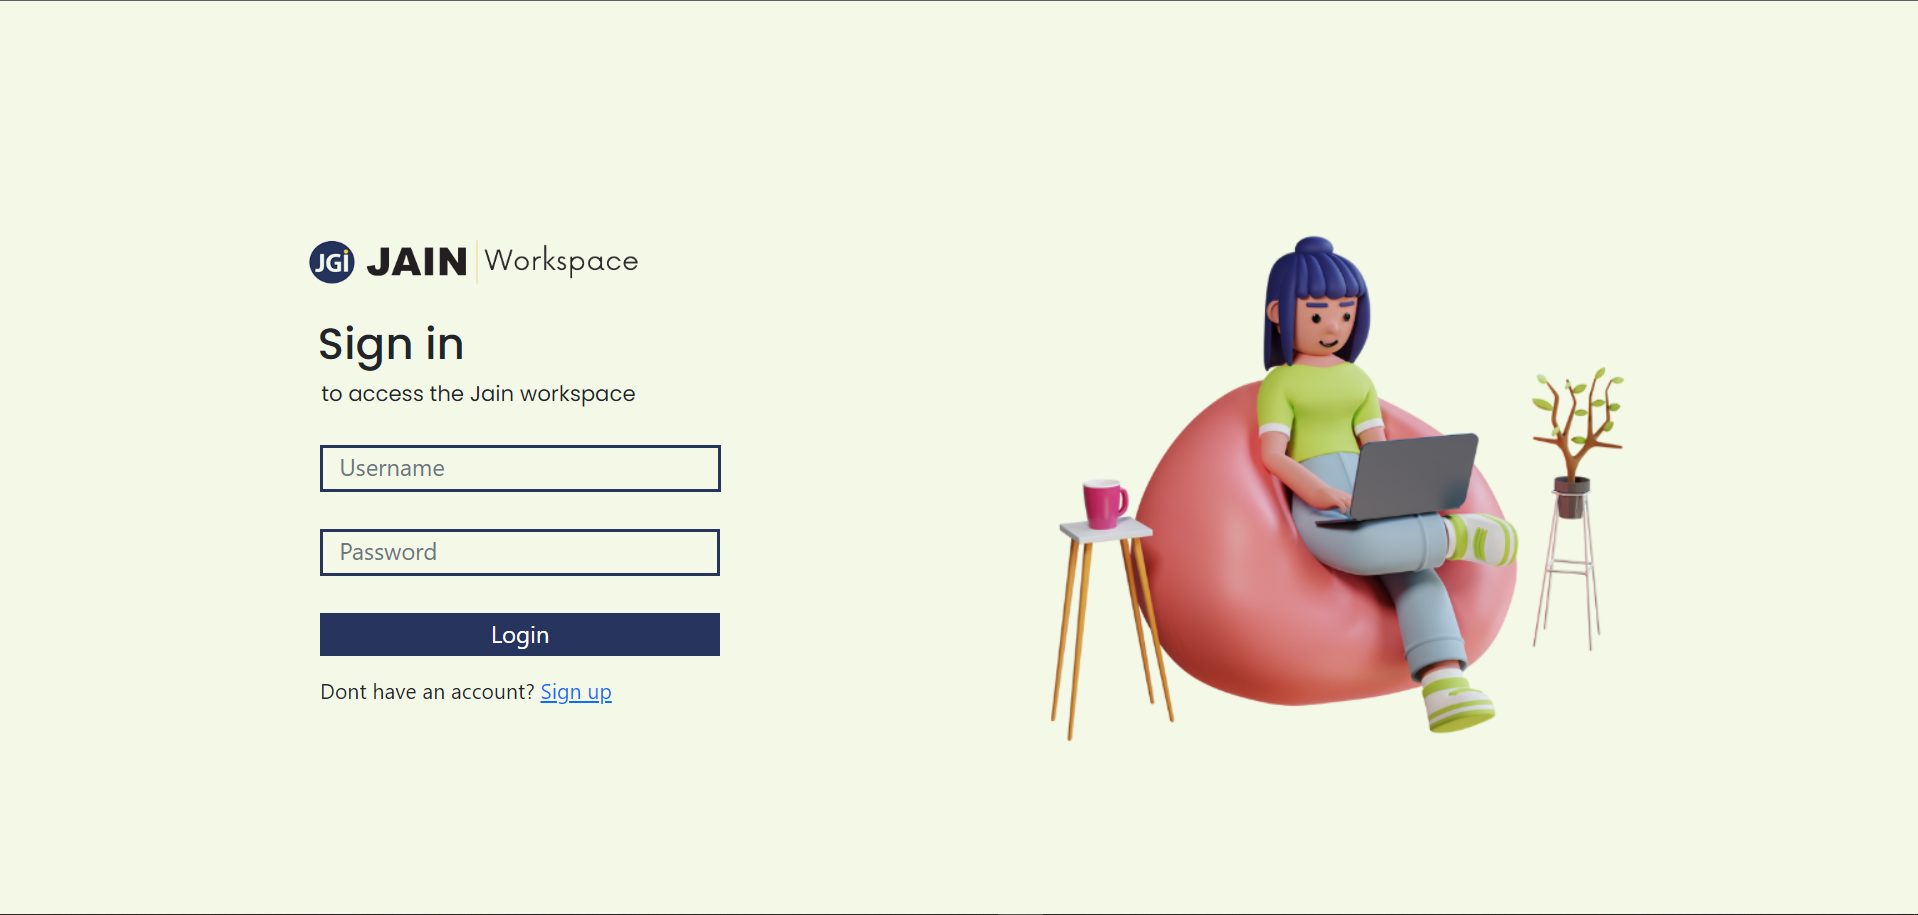 JGi JAIN Workspace
Sign in
to access the Jain workspace
Username
Password
Login
Dont have an account? Sign up